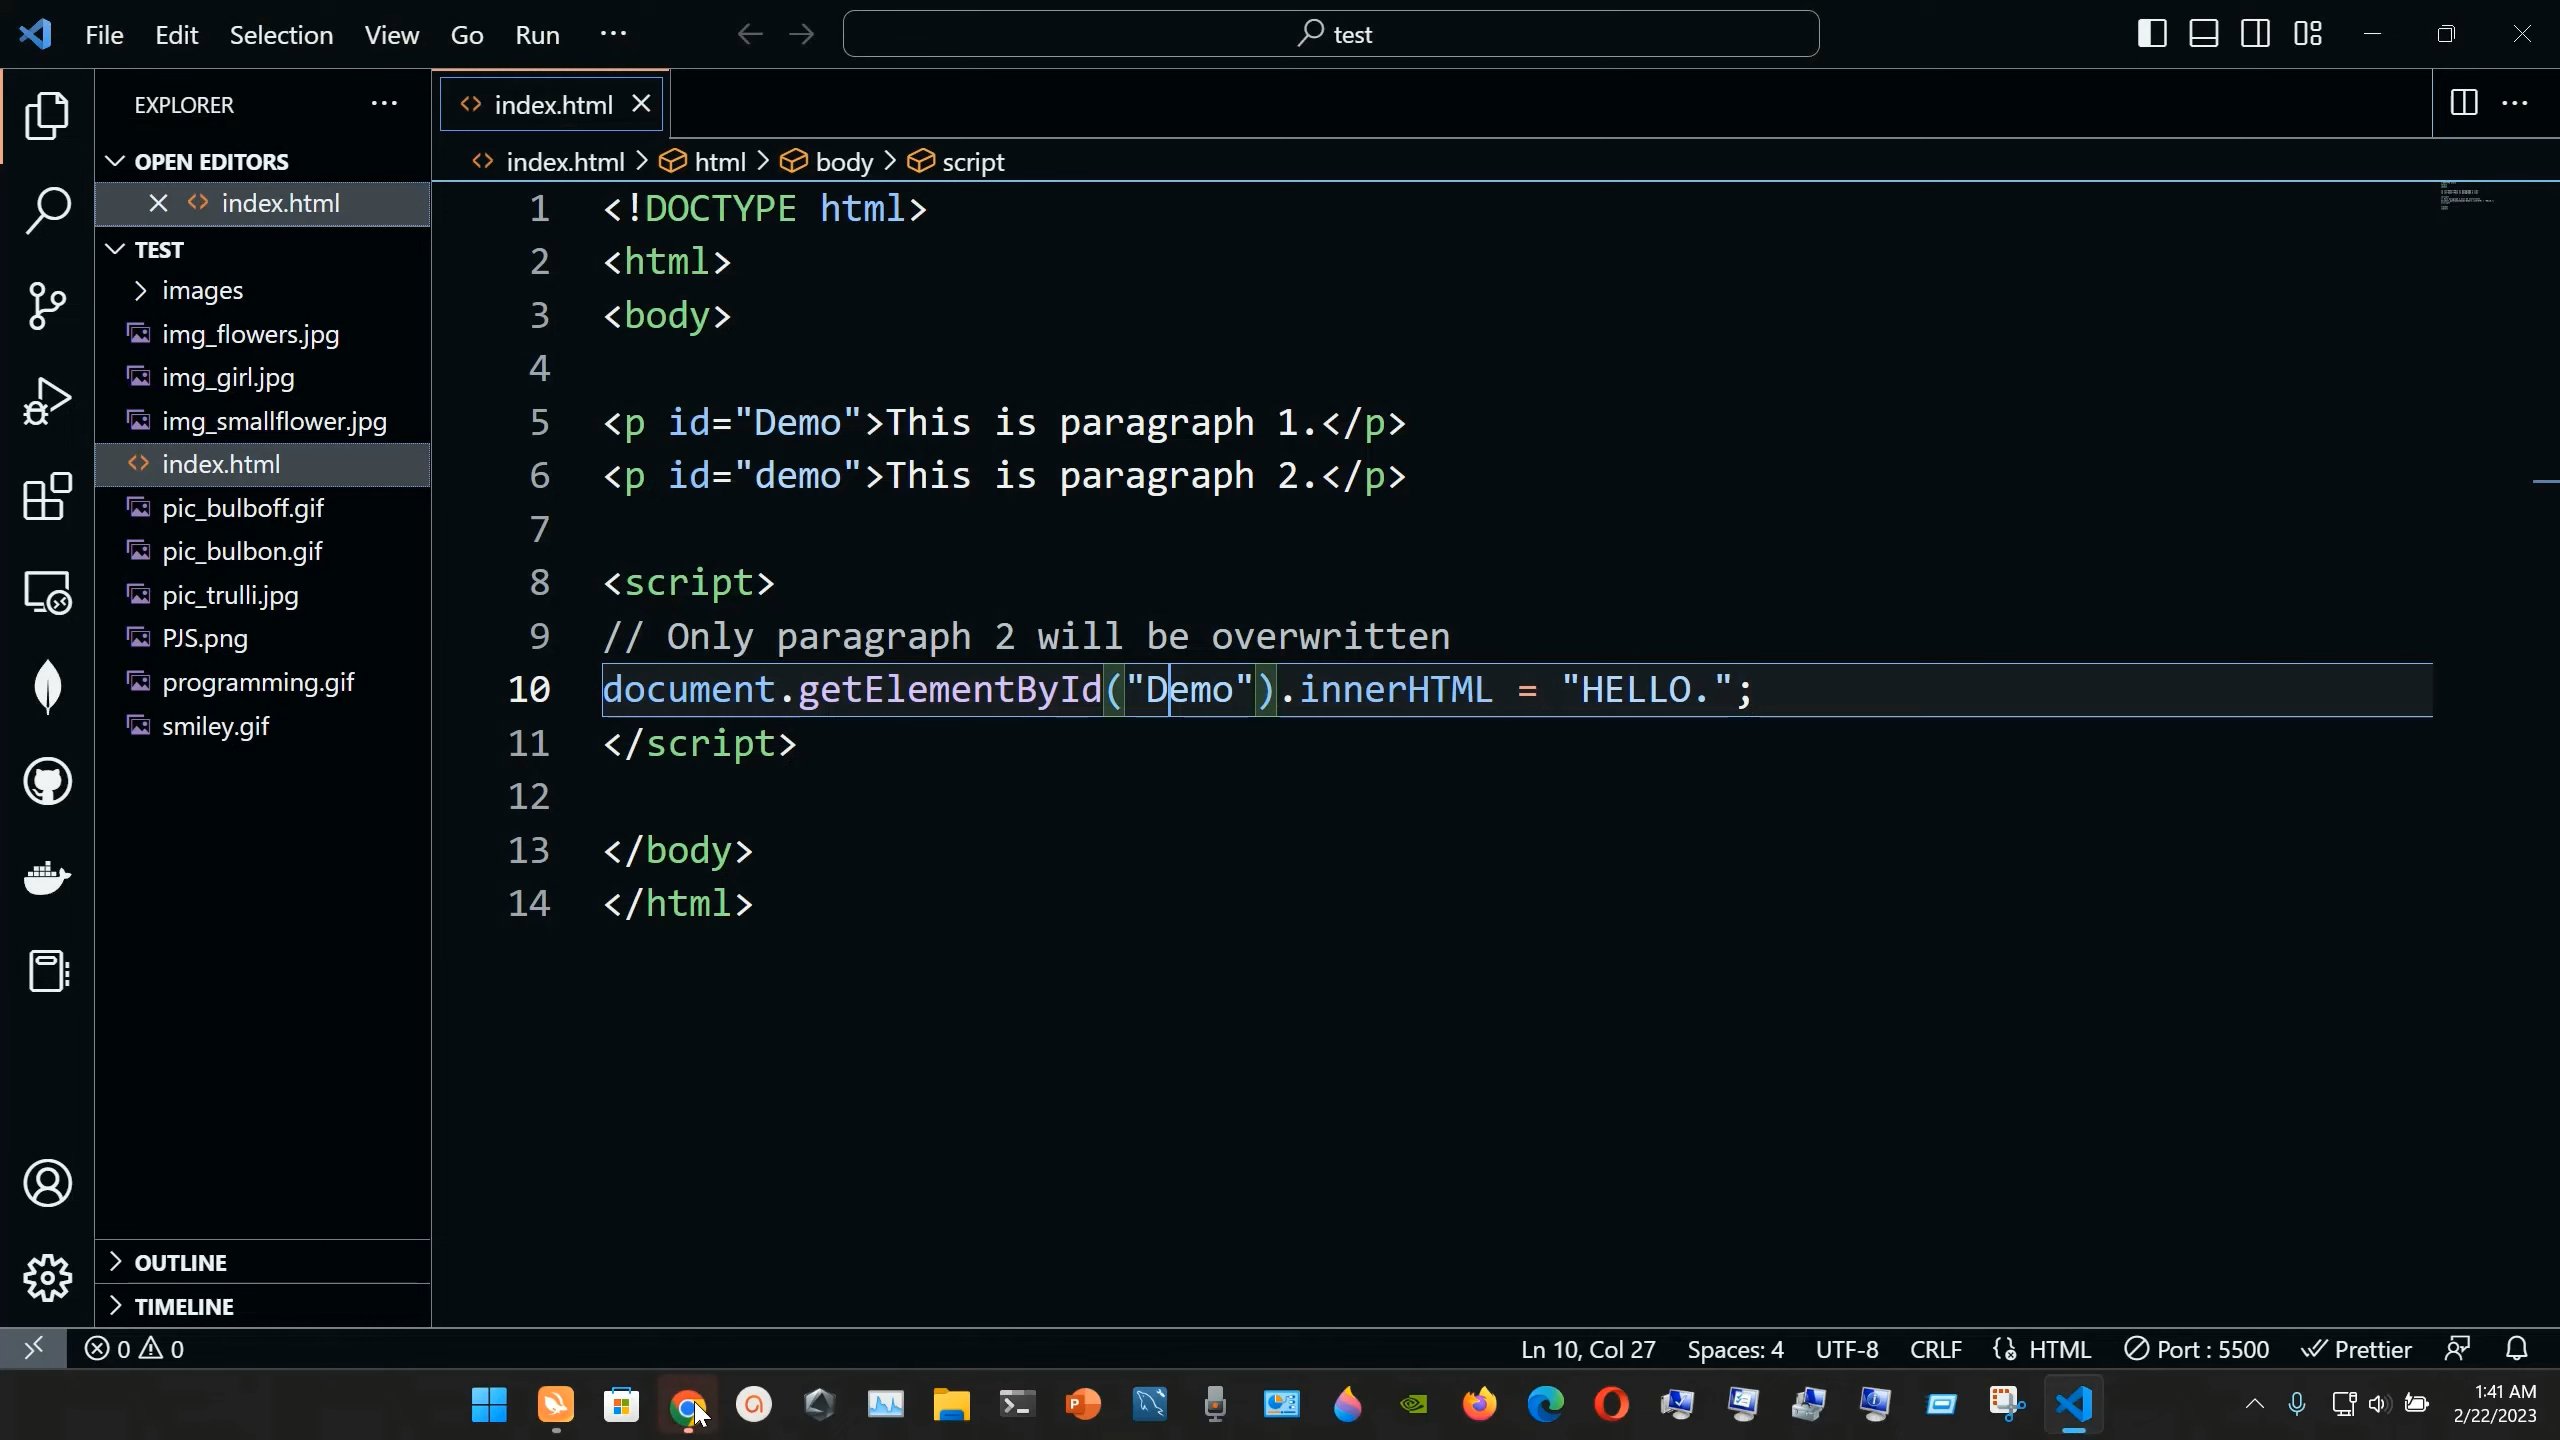 File Edit Selection View Go Run ··· test
EXPLORER ···
OPEN EDITORS
index.html
TEST
images
img_flowers.jpg
img_girl.jpg
img_smallflower.jpg
index.html
pic_bulboff.gif
pic_bulbon.gif
pic_trulli.jpg
PJS.png
programming.gif
smiley.gif
OUTLINE
TIMELINE
index.html
index.html > html > body > script
1 <!DOCTYPE html>
2 <html>
3 <body>
4
5 <p id="Demo">This is paragraph 1.</p>
6 <p id="demo">This is paragraph 2.</p>
7
8 <script>
9 // Only paragraph 2 will be overwritten
10 document.getElementById("Demo").innerHTML = "HELLO.";
11 </script>
12
13 </body>
14 </html>
0 0 Ln 10, Col 27 Spaces: 4 UTF-8 CRLF HTML Port : 5500 Prettier
1:41 AM
2/22/2023